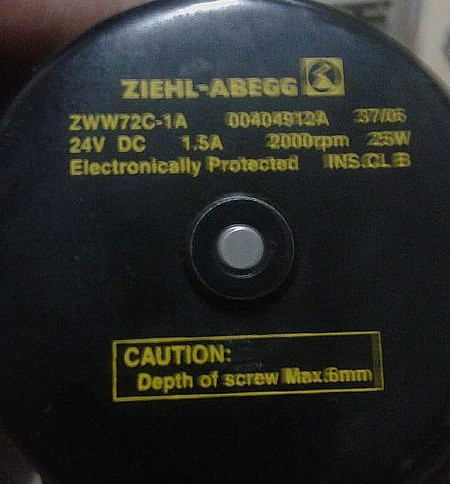 ZIEHL-ABEGG
ZWW72C-1A 00404912A 37/06
24V DC 1.5A 2000rpm 25W
Electronically Protected INS.CL B
CAUTION:
Depth of screw Max.6mm